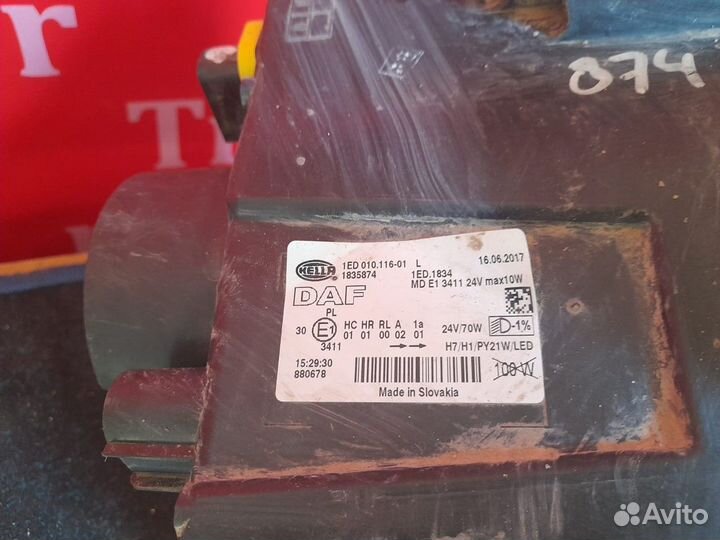 r
T
r
874
HELLA
1ED 010.116-01 L 16.06.2017
1835874 1ED.1834
MD E1 3411 24V max10W
DAF
PL
30 E1 HC HR RL A 1a 24V/70W -1%
01 01 00 02 01
3411 H7/H1/PY21W/LED
15:29:30 100 W
880678
Made in Slovakia
Avito